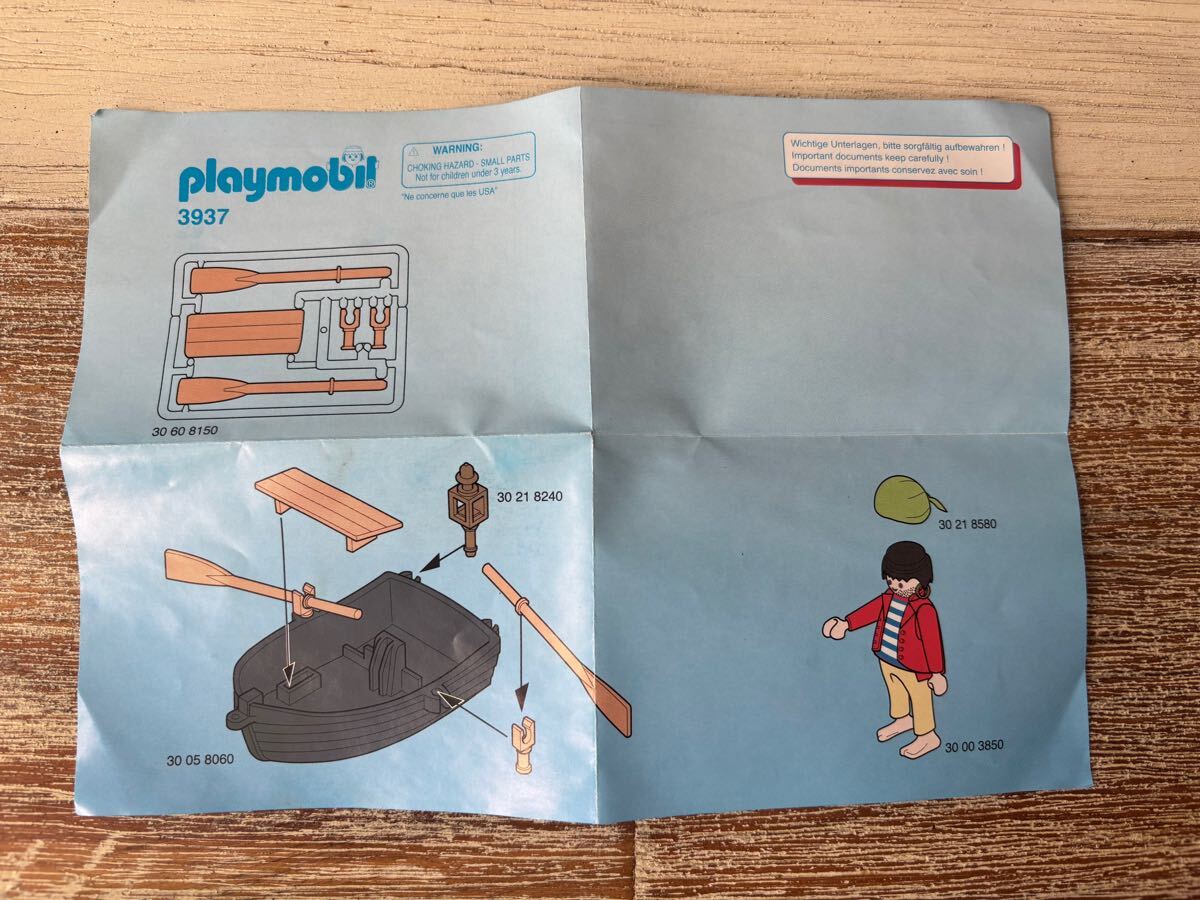 playmobil®
3937
⚠ WARNING:
CHOKING HAZARD - SMALL PARTS
Not for children under 3 years.
"Ne concerne que les USA"
Wichtige Unterlagen, bitte sorgfältig aufbewahren !
Important documents keep carefully !
Documents importants conservez avec soin !
30 60 8150
30 21 8240
30 05 8060
30 21 8580
30 00 3850